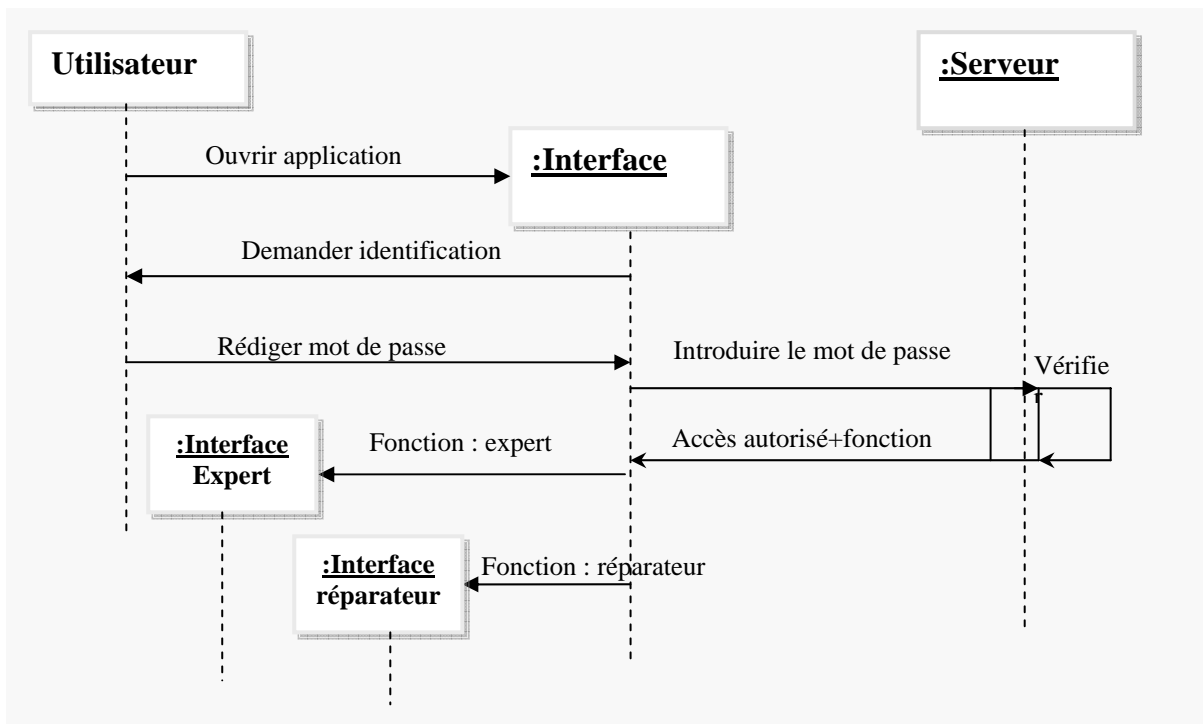 Utilisateur
:Serveur
Ouvrir application
:Interface
Demander identification
Rédiger mot de passe
Introduire le mot de passe
Vérifie
r
:Interface
Expert
Fonction : expert
Accès autorisé+fonction
:Interface
réparateur
Fonction : réparateur